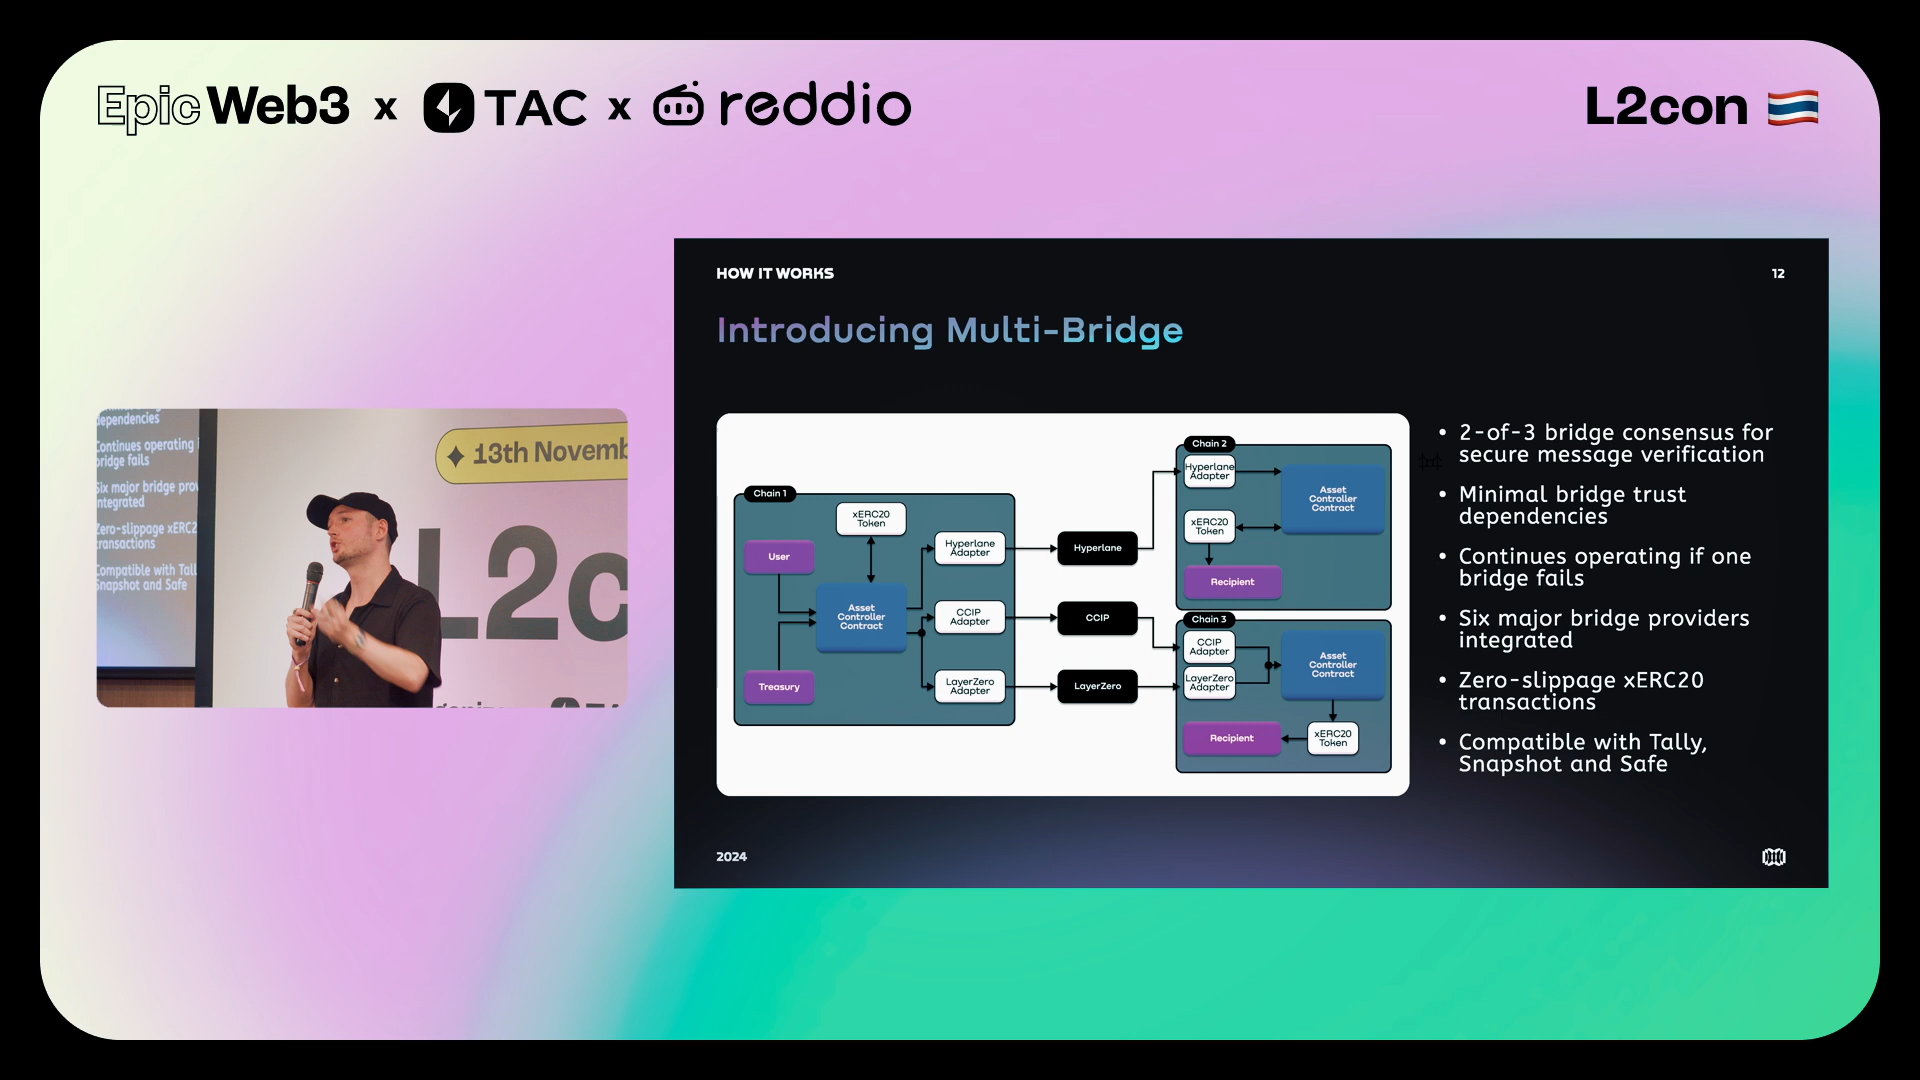 Epic Web3 x TAC x reddio
L2con
HOW IT WORKS
12
Introducing Multi-Bridge
Chain 1
User
Treasury
xERC20
Token
Asset
Controller
Contract
Hyperlane
Adapter
CCIP
Adapter
LayerZero
Adapter
Hyperlane
CCIP
LayerZero
Chain 2
Hyperlane
Adapter
xERC20
Token
Recipient
Asset
Controller
Contract
Chain 3
CCIP
Adapter
LayerZero
Adapter
Asset
Controller
Contract
Recipient
xERC20
Token
• 2-of-3 bridge consensus for
secure message verification
• Minimal bridge trust
dependencies
• Continues operating if one
bridge fails
• Six major bridge providers
integrated
• Zero-slippage xERC20
transactions
• Compatible with Tally,
Snapshot and Safe
2024
dependencies
Continues operating
bridge fails
Six major bridge prov
integrated
Zero-slippage xERC2
transactions
Compatible with Tall
Snapshot and Safe
13th Novemb
L2c